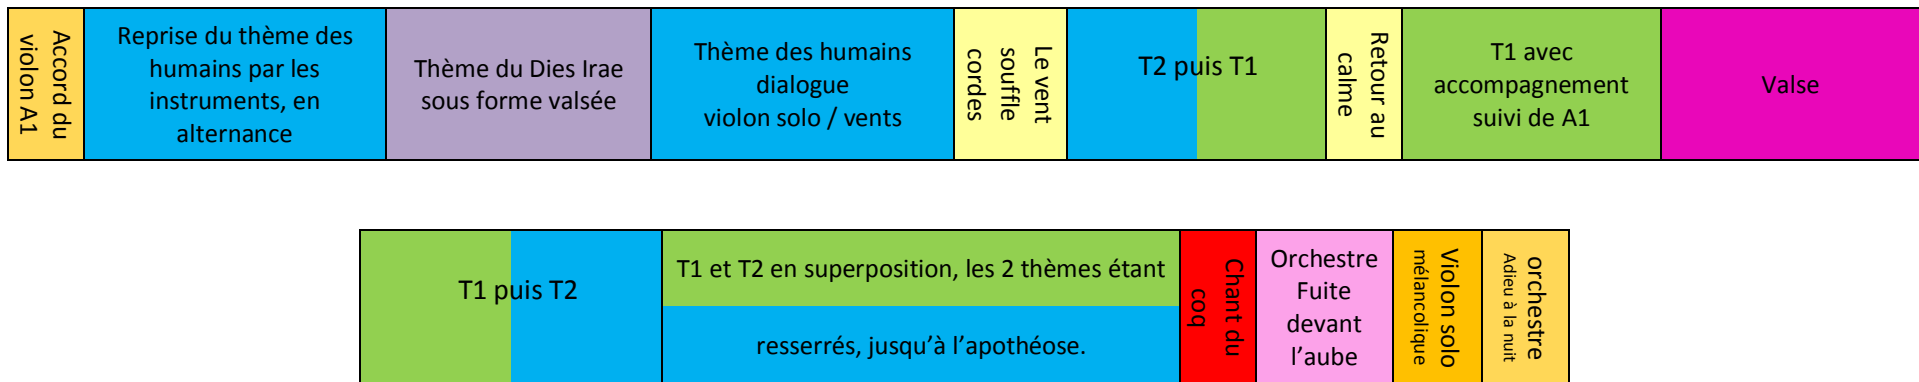 Accord du
violon A1
Reprise du thème des
humains par les
instruments, en
alternance
Thème du Dies Irae
sous forme valsée
Thème des humains
dialogue
violon solo / vents
Le vent
souffle
cordes
T2 puis T1
Retour au
calme
T1 avec
accompagnement
suivi de A1
Valse
T1 puis T2
T1 et T2 en superposition, les 2 thèmes étant
resserrés, jusqu’à l’apothéose.
Chant du
coq
Orchestre
Fuite
devant
l’aube
Violon solo
mélancolique
orchestre
Adieu à la nuit